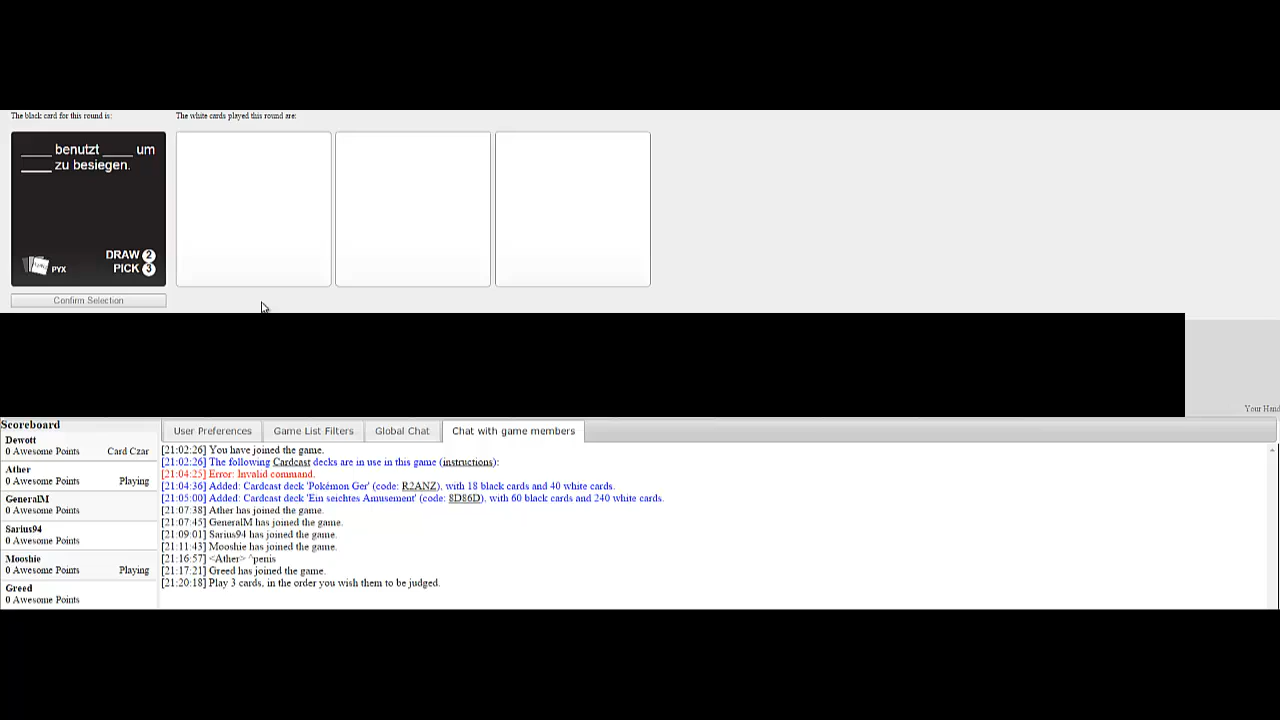 The black card for this round is:
The white cards played this round are:
____ benutzt ____ um
____ zu besiegen.
DRAW 2
PICK 3
PYX
Confirm Selection
Your Hand
Scoreboard
Dewott
0 Awesome Points Card Czar
Ather
0 Awesome Points Playing
GeneralM
0 Awesome Points
Sarius94
0 Awesome Points
Mooshie
0 Awesome Points Playing
Greed
0 Awesome Points
User Preferences Game List Filters Global Chat Chat with game members
[21:02:26] You have joined the game.
[21:02:26] The following Cardcast decks are in use in this game (instructions):
[21:04:25] Error: Invalid command.
[21:04:36] Added: Cardcast deck 'Pokémon Ger' (code: R2ANZ), with 18 black cards and 40 white cards.
[21:05:00] Added: Cardcast deck 'Ein seichtes Amusement' (code: 8D86D), with 60 black cards and 240 white cards.
[21:07:38] Ather has joined the game.
[21:07:45] GeneralM has joined the game.
[21:09:01] Sarius94 has joined the game.
[21:11:43] Mooshie has joined the game.
[21:16:57] <Ather> ^penis
[21:17:21] Greed has joined the game.
[21:20:18] Play 3 cards, in the order you wish them to be judged.